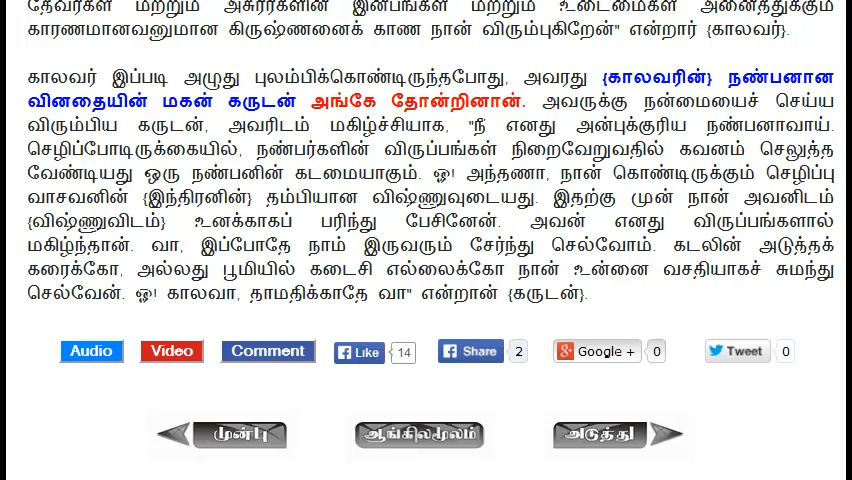 தேவர்கள் மற்றும் அசுரர்களின் இன்பங்கள் மற்றும் உடைமைகள் அனைத்துக்கும்
காரணமானவனுமான கிருஷ்ணனைக் காண நான் விரும்புகிறேன்" என்றார் {காலவர்}.
காலவர் இப்படி அழுது புலம்பிக்கொண்டிருந்தபோது, அவரது {காலவரின்} நண்பனான
வினதையின் மகன் கருடன் அங்கே தோன்றினான். அவருக்கு நன்மையைச் செய்ய
விரும்பிய கருடன், அவரிடம் மகிழ்ச்சியாக, "நீ எனது அன்புக்குரிய நண்பனாவாய்.
செழிப்போடிருக்கையில், நண்பர்களின் விருப்பங்கள் நிறைவேறுவதில் கவனம் செலுத்த
வேண்டியது ஒரு நண்பனின் கடமையாகும். ஓ! அந்தணா, நான் கொண்டிருக்கும் செழிப்பு
வாசவனின் {இந்திரனின்} தம்பியான விஷ்ணுவுடையது. இதற்கு முன் நான் அவனிடம்
{விஷ்ணுவிடம்} உனக்காகப் பரிந்து பேசினேன். அவன் எனது விருப்பங்களால்
மகிழ்ந்தான். வா, இப்போதே நாம் இருவரும் சேர்ந்து செல்வோம். கடலின் அடுத்தக்
கரைக்கோ, அல்லது பூமியில் கடைசி எல்லைக்கோ நான் உன்னை வசதியாகச் சுமந்து
செல்வேன். ஓ! காலவா, தாமதிக்காதே வா" என்றான் {கருடன்}.
Audio Video Comment Like 14 Share 2 Google + 0 Tweet 0
முன்பு ஆங்கிலமூலம் அடுத்து